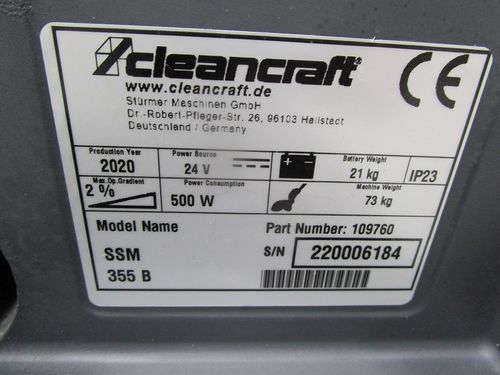 cleancraft®
CE
www.cleancraft.de
Stürmer Maschinen GmbH
Dr.-Robert-Pfleger-Str. 26, 96103 Hallstadt
Deutschland / Germany
Production Year
2020
Power Source
24 V
Battery Weight
21 kg
IP23
Max.Op.Gradient
2 %
Power Consumption
500 W
Machine Weight
73 kg
Model Name
Part Number: 109760
SSM
355 B
S/N 220006184